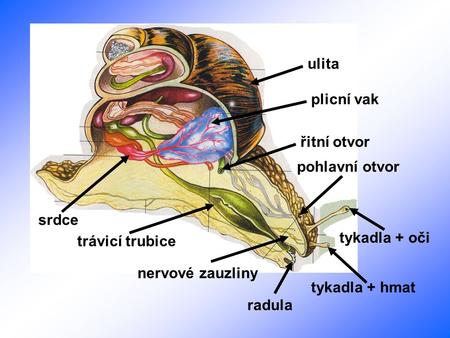 ulita
plicní vak
řitní otvor
pohlavní otvor
srdce
trávicí trubice
tykadla + oči
nervové zauzliny
tykadla + hmat
radula